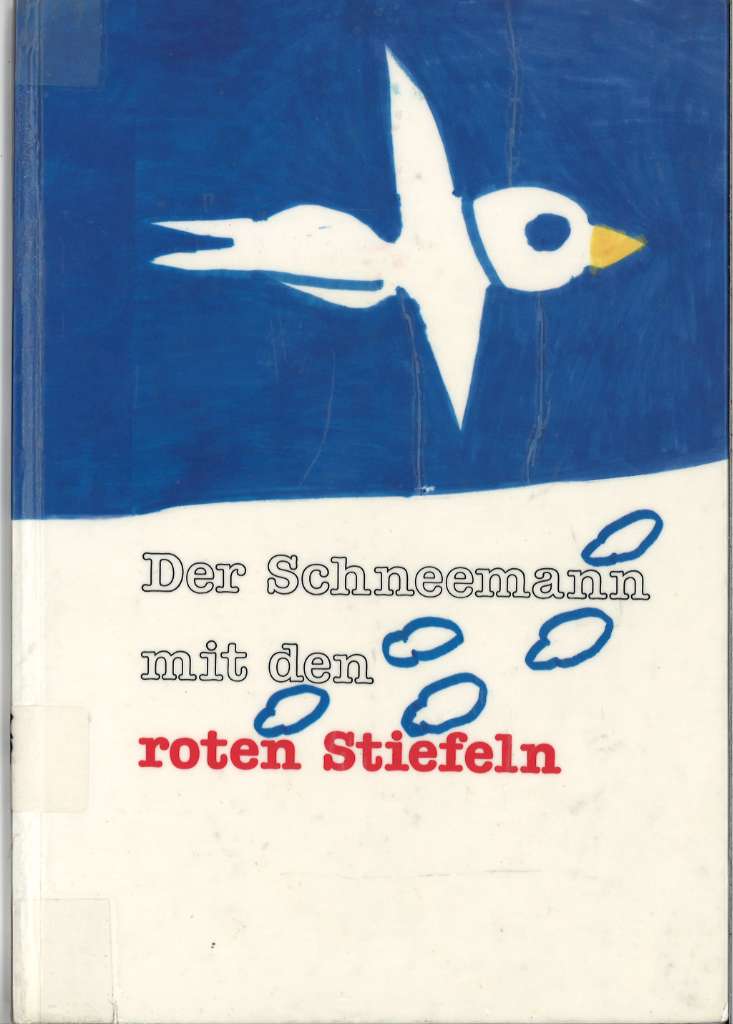 Der Schneemann
mit den
roten Stiefeln